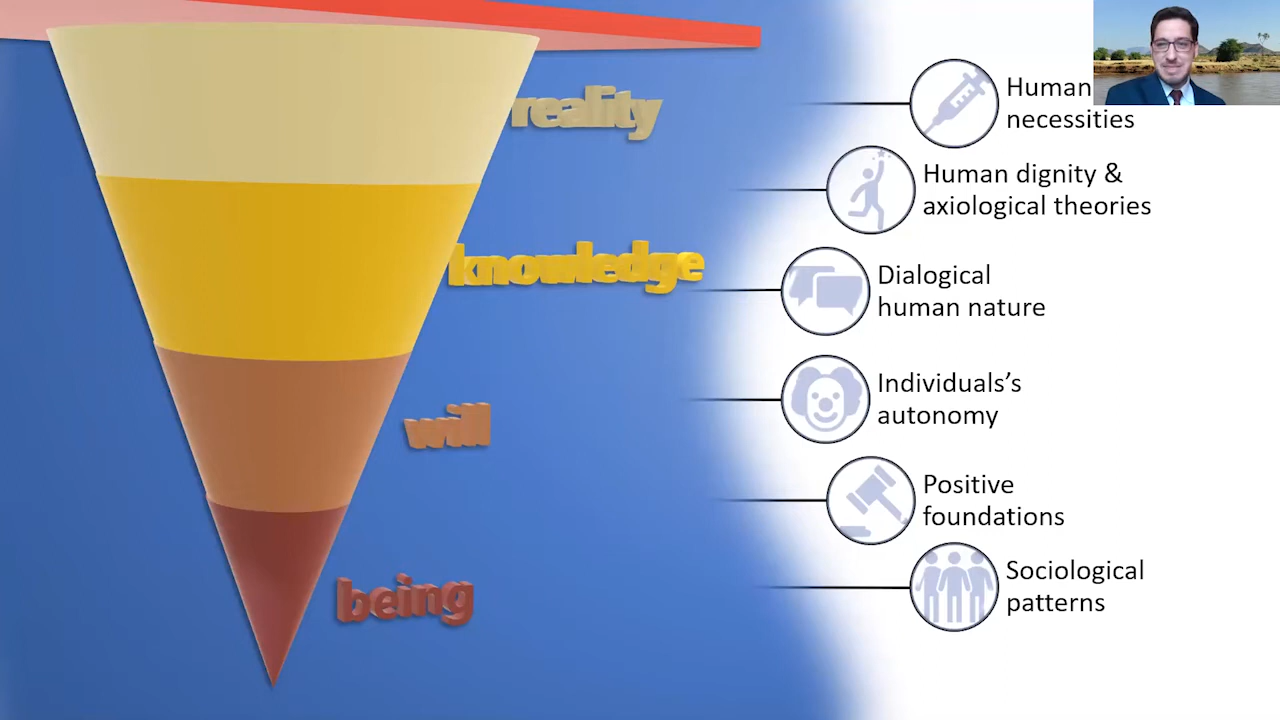 reality
knowledge
will
being
Human
necessities
Human dignity &
axiological theories
Dialogical
human nature
Individuals's
autonomy
Positive
foundations
Sociological
patterns